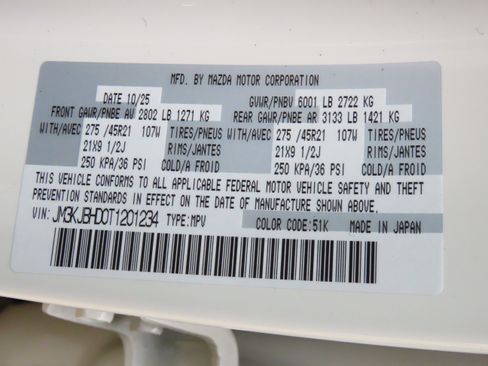 MFD. BY MAZDA MOTOR CORPORATION
DATE 10/25 GVWR/PNBV 6001 LB 2722 KG
FRONT GAWR/PNBE AV 2802 LB 1271 KG REAR GAWR/PNBE AR 3133 LB 1421 KG
WITH/AVEC 275 /45R21 107W TIRES/PNEUS WITH/AVEC 275 /45R21 107W TIRES/PNEUS
21X9 1/2J RIMS/JANTES 21X9 1/2J RIMS/JANTES
250 KPA/36 PSI COLD/A FROID 250 KPA/36 PSI COLD/A FROID
THIS VEHICLE CONFORMS TO ALL APPLICABLE FEDERAL MOTOR VEHICLE SAFETY AND THEFT
PREVENTION STANDARDS IN EFFECT ON THE DATE OF MANUFACTURE SHOWN ABOVE.
VIN: JM3KJBHD0T1201234 TYPE:MPV COLOR CODE:51K MADE IN JAPAN